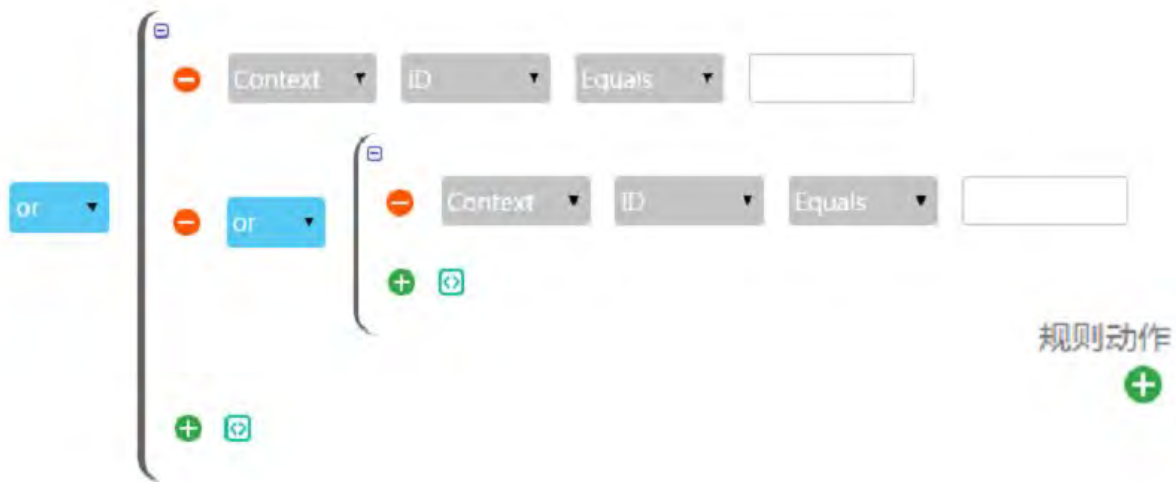 Context ID Equals
or
or
Context ID Equals
规则动作